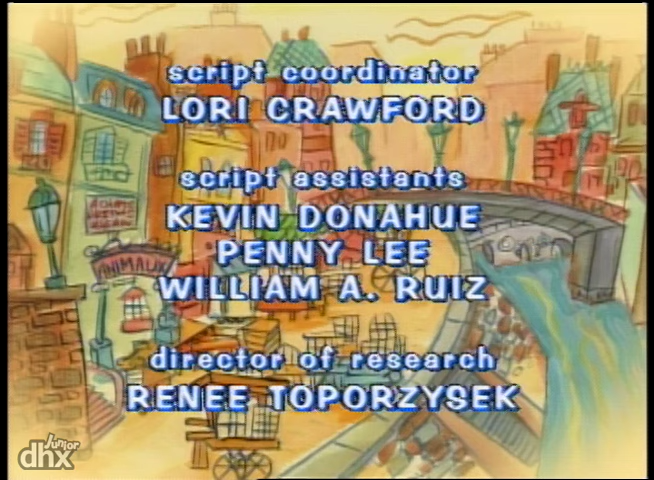 script coordinator
LORI CRAWFORD
script assistants
KEVIN DONAHUE
PENNY LEE
WILLIAM A. RUIZ
director of research
RENEE TOPORZYSEK
ANIMAUX
Junior
dhx